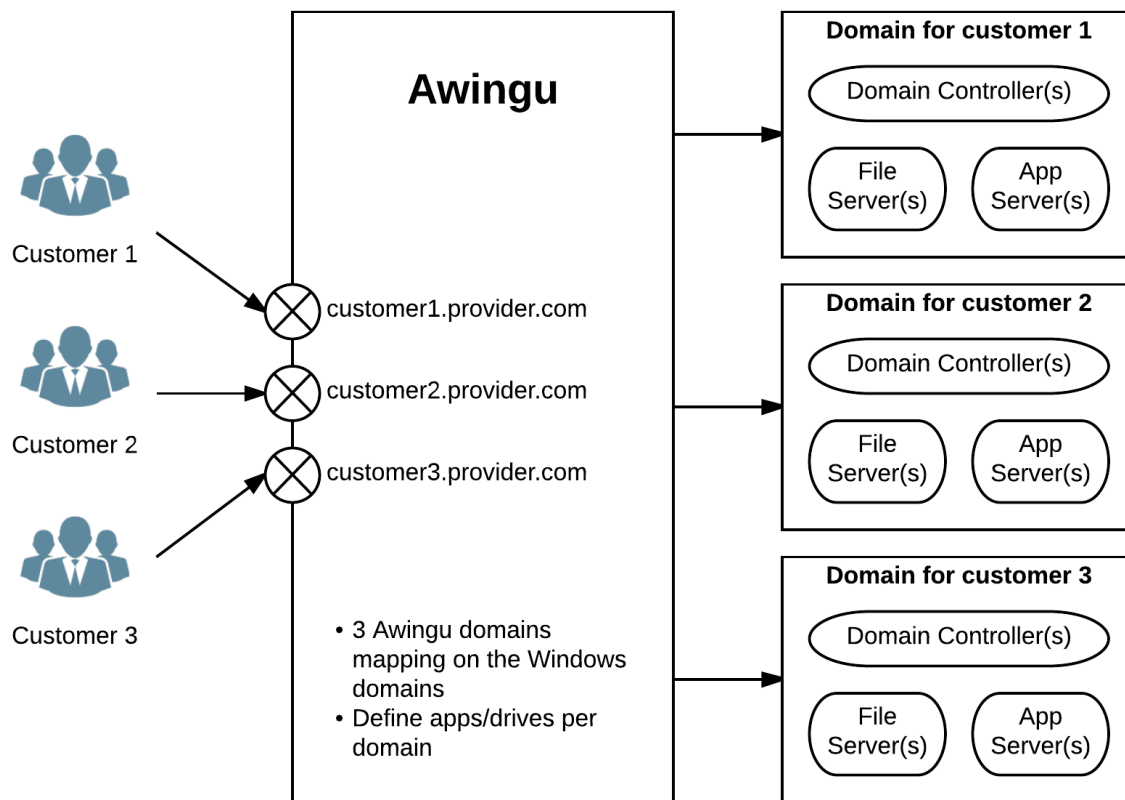 Awingu
Customer 1
Customer 2
Customer 3
customer1.provider.com
customer2.provider.com
customer3.provider.com
• 3 Awingu domains
mapping on the Windows
domains
• Define apps/drives per
domain
Domain for customer 1
Domain Controller(s)
File
Server(s)
App
Server(s)
Domain for customer 2
Domain Controller(s)
File
Server(s)
App
Server(s)
Domain for customer 3
Domain Controller(s)
File
Server(s)
App
Server(s)